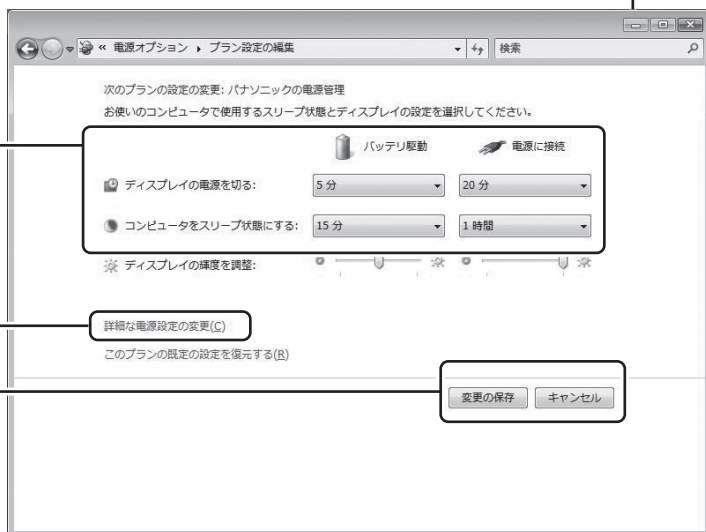 « 電源オプション ▸ プラン設定の編集
検索
次のプランの設定の変更: パナソニックの電源管理
お使いのコンピュータで使用するスリープ状態とディスプレイの設定を選択してください。
バッテリ駆動 電源に接続
ディスプレイの電源を切る: 5 分 20 分
コンピュータをスリープ状態にする: 15 分 1 時間
ディスプレイの輝度を調整:
詳細な電源設定の変更(C)
このプランの既定の設定を復元する(R)
変更の保存 キャンセル